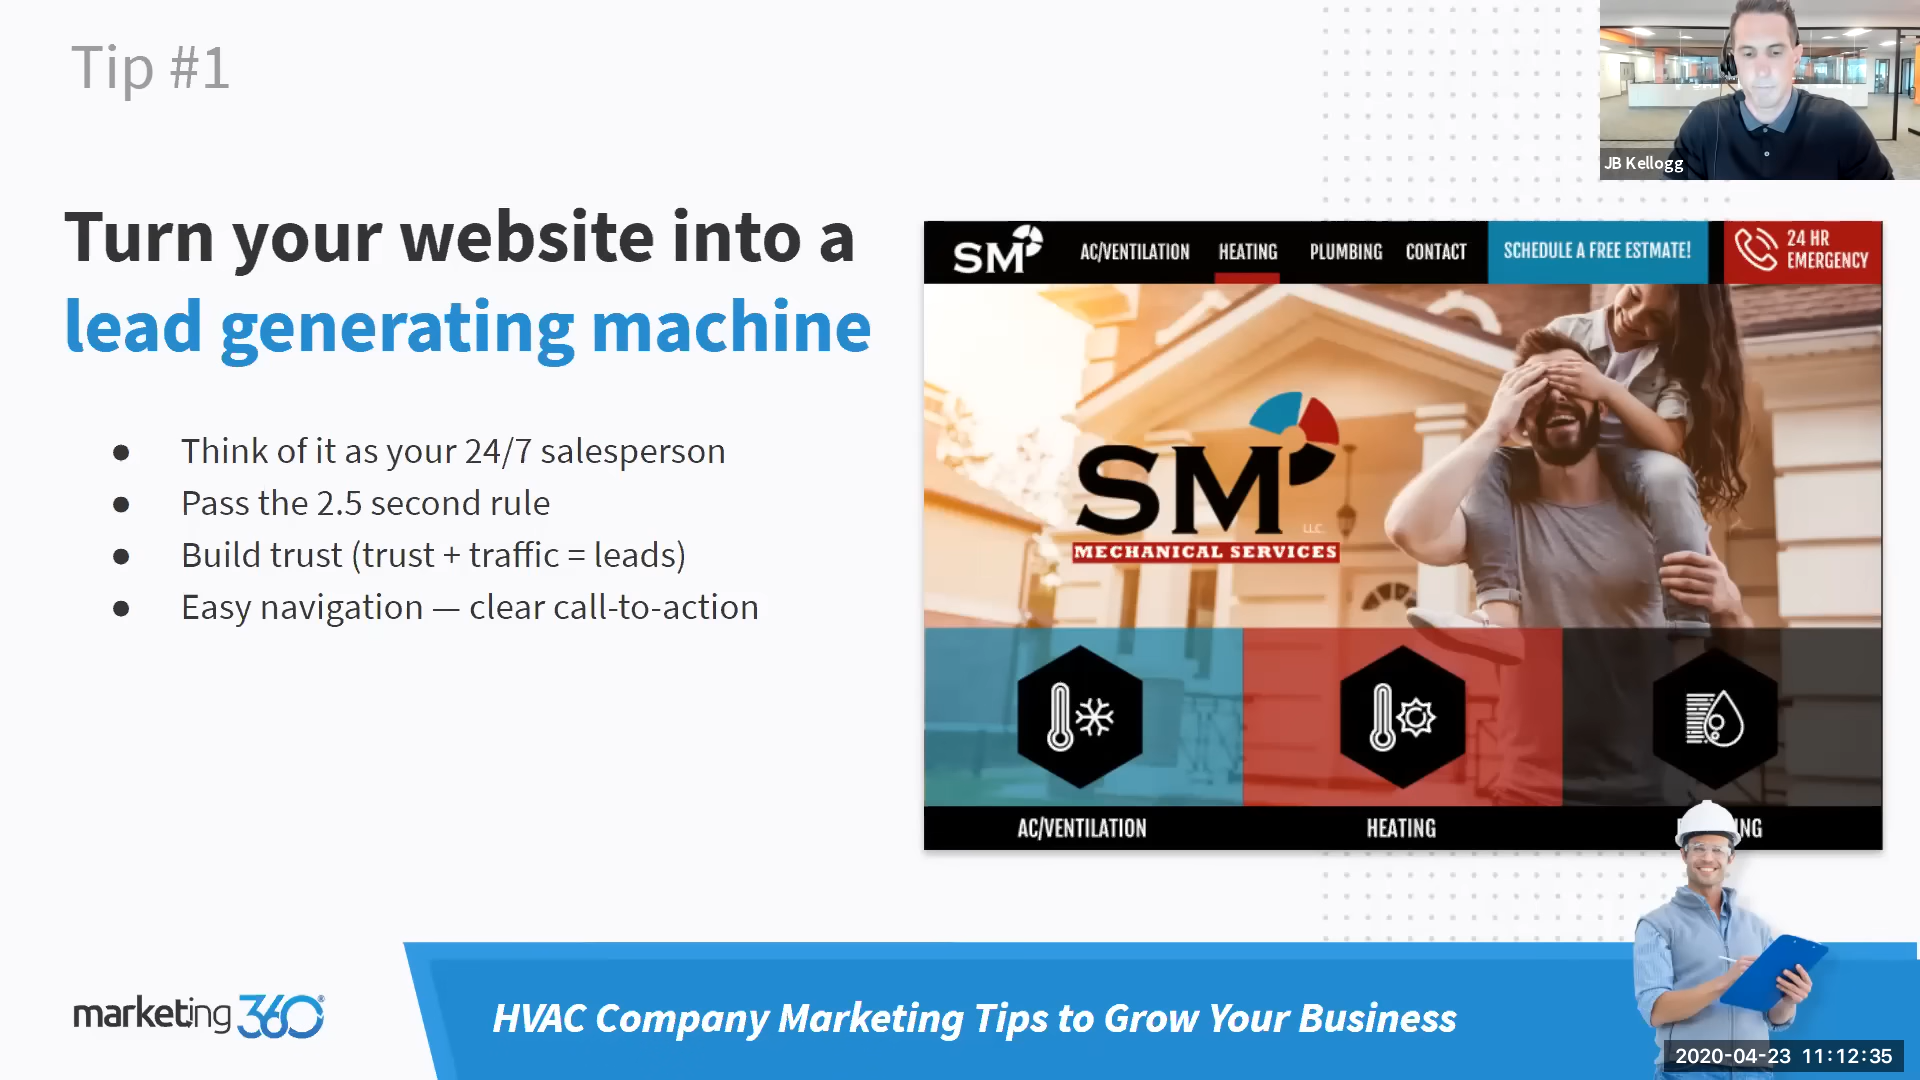 Tip #1
JB Kellogg
Turn your website into a
lead generating machine
Think of it as your 24/7 salesperson
Pass the 2.5 second rule
Build trust (trust + traffic = leads)
Easy navigation — clear call-to-action
SM
AC/VENTILATION
HEATING
PLUMBING
CONTACT
SCHEDULE A FREE ESTMATE!
24 HR
EMERGENCY
SM
LLC.
MECHANICAL SERVICES
AC/VENTILATION
HEATING
marketing 360®
HVAC Company Marketing Tips to Grow Your Business
2020-04-23 11:12:35